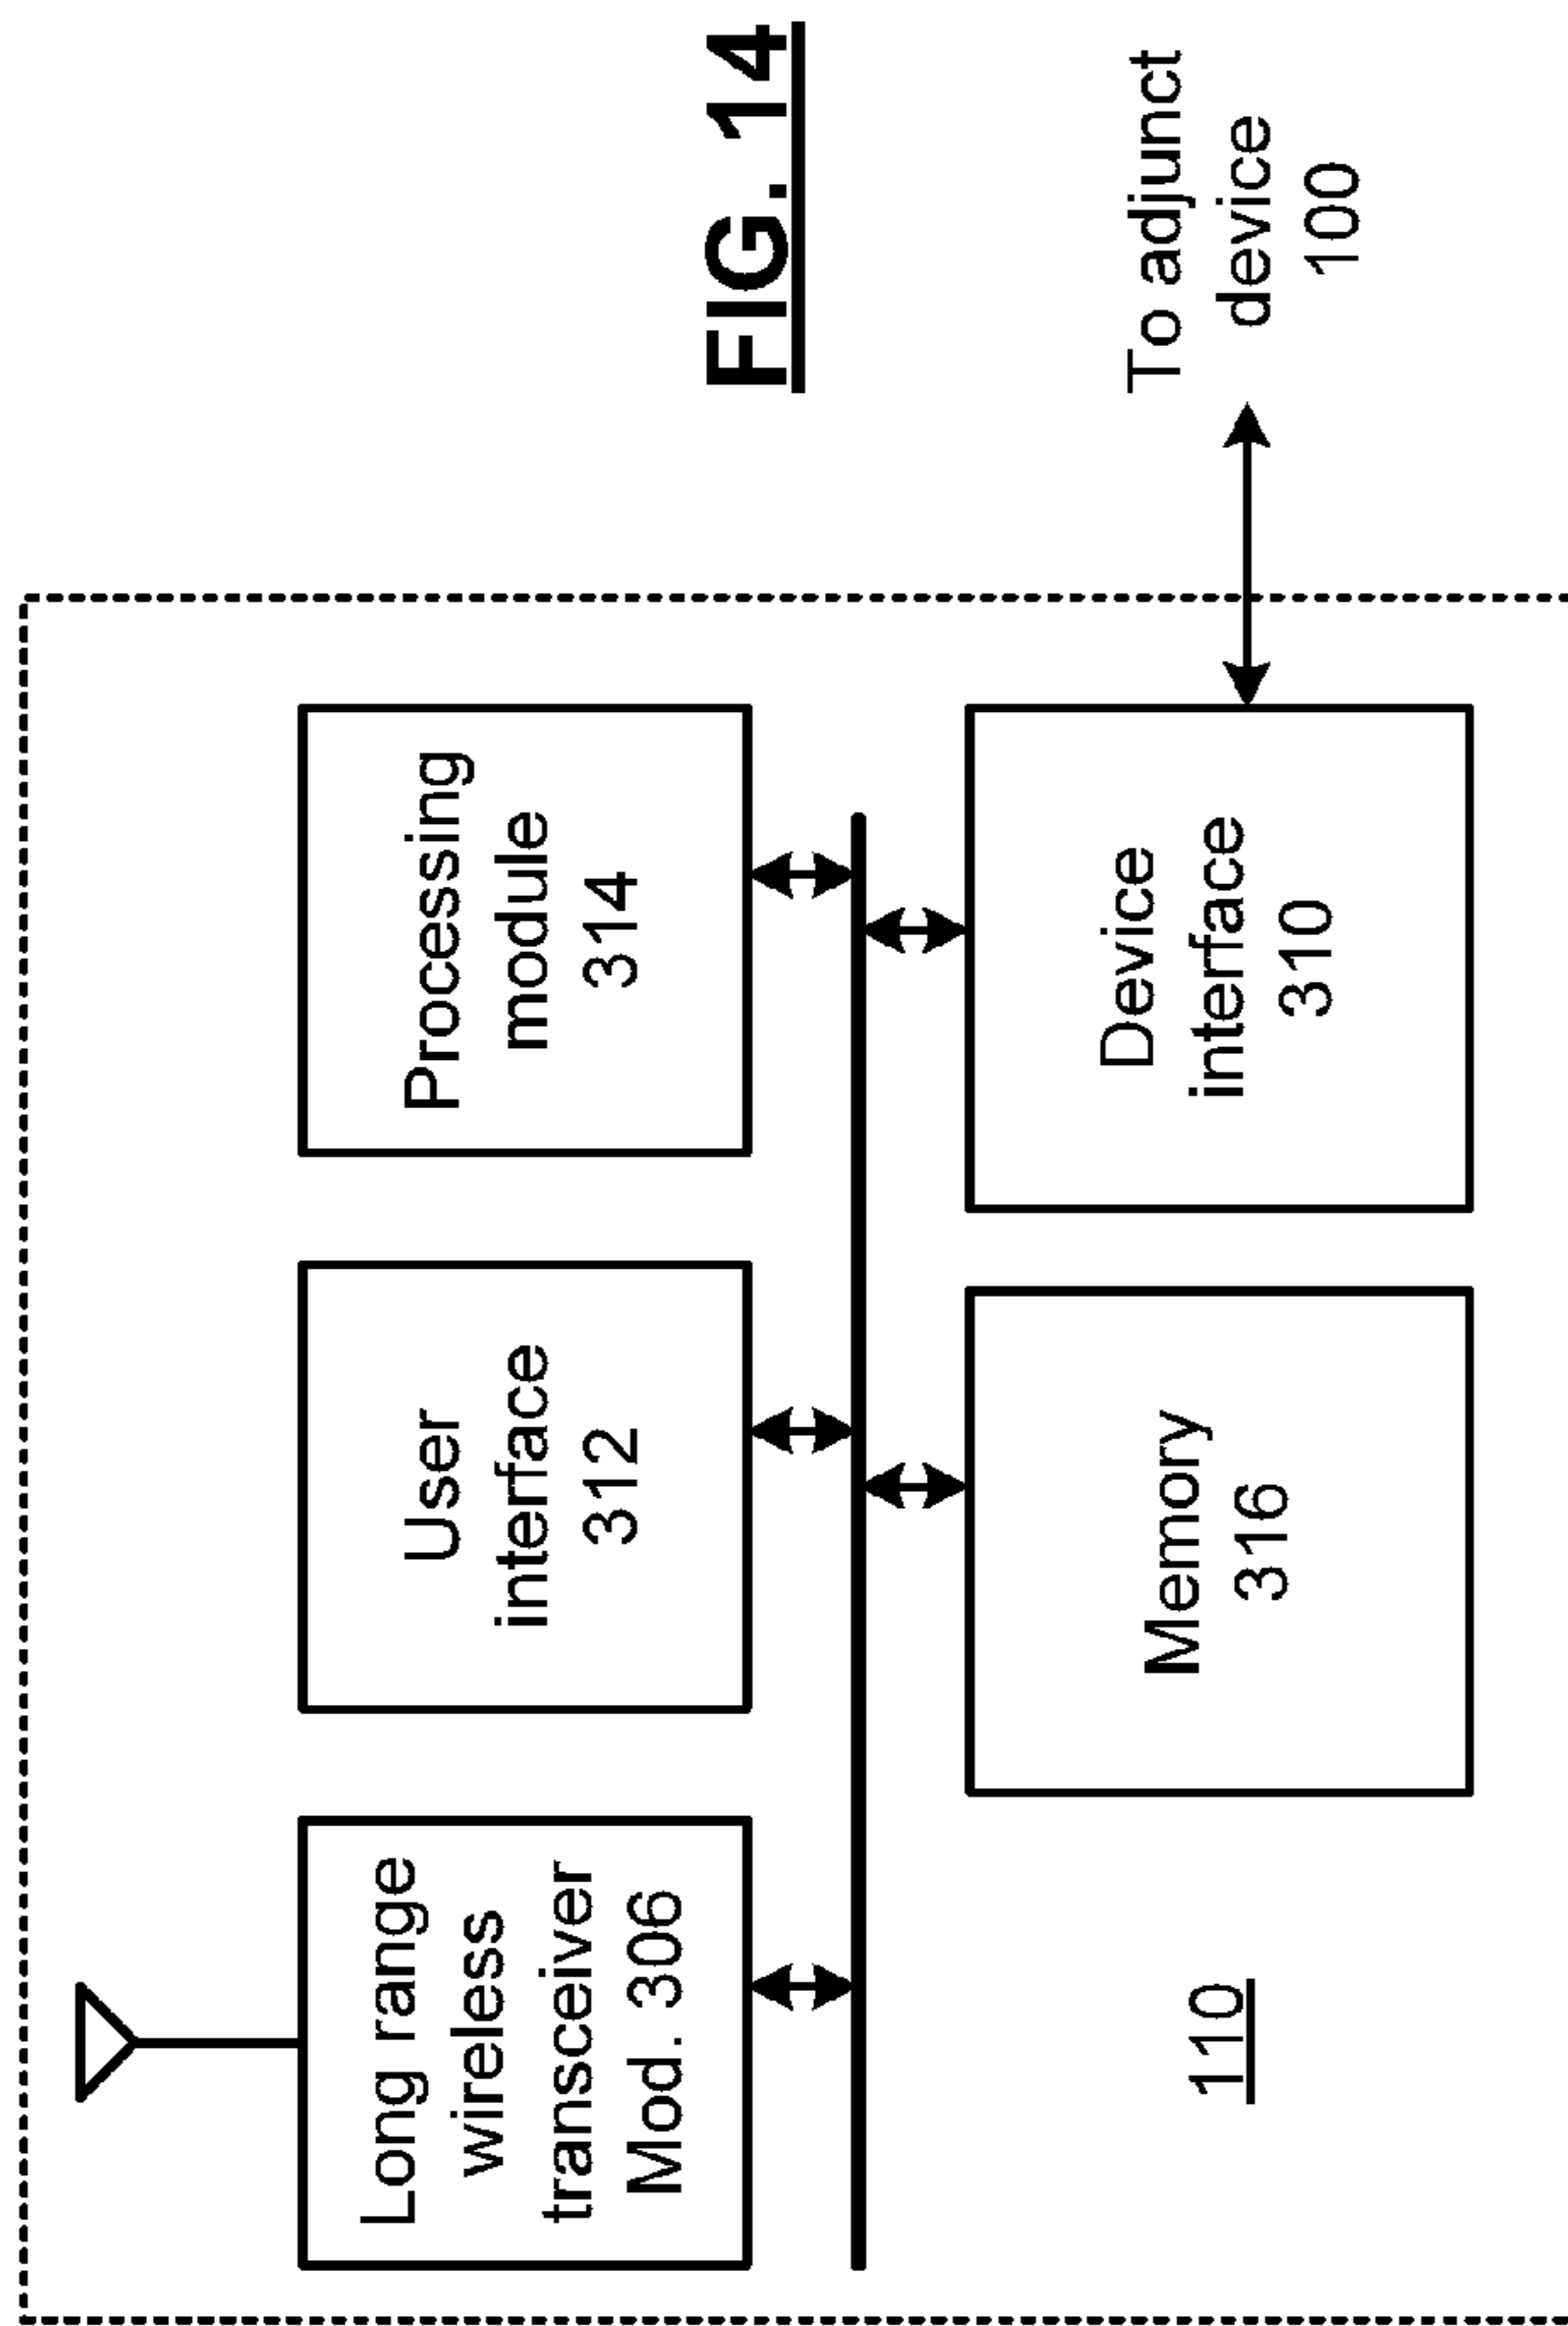 Long range
wireless
transceiver
Mod. 306
User
interface
312
Processing
module
314
Memory
316
Device
interface
310
110
To adjunct
device
100
FIG. 14